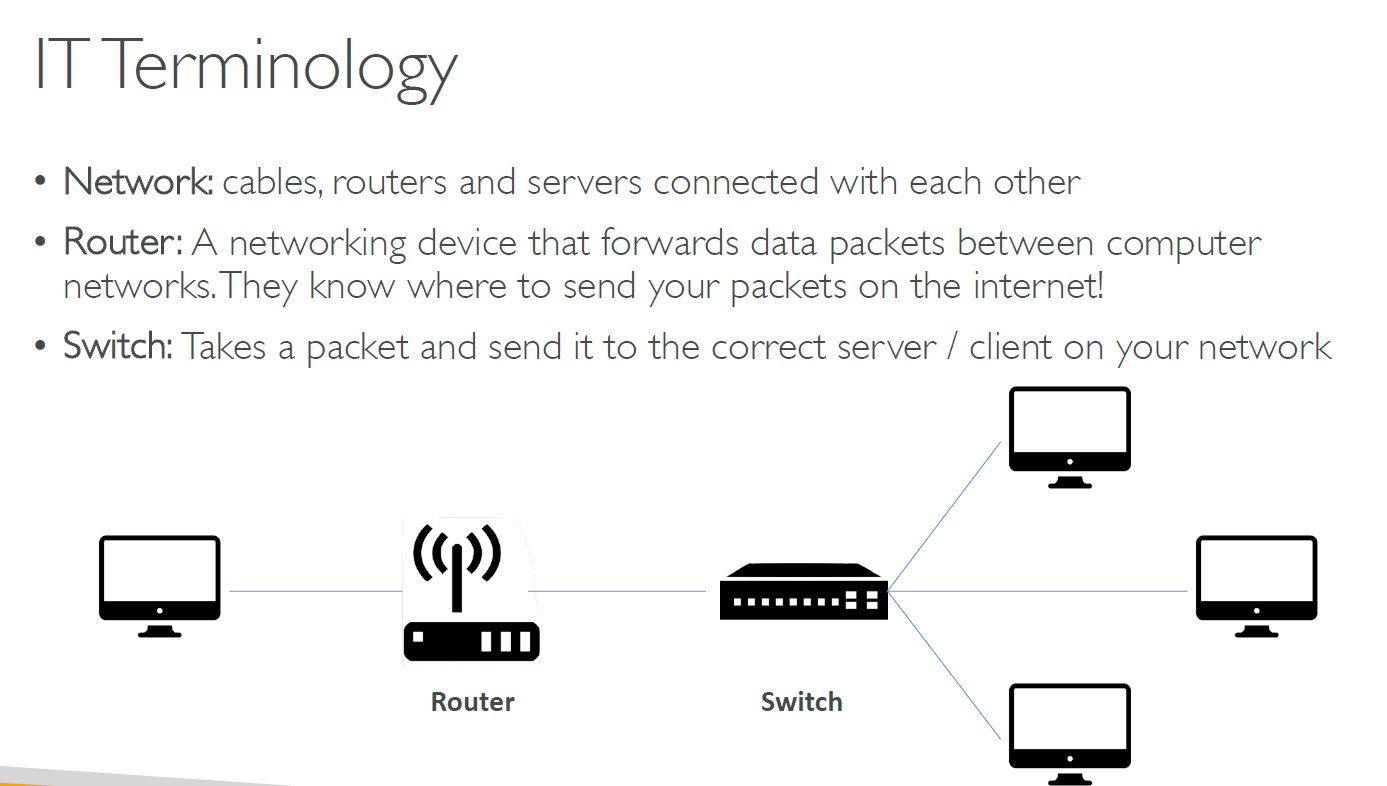 IT Terminology
• Network: cables, routers and servers connected with each other
• Router: A networking device that forwards data packets between computer
networks. They know where to send your packets on the internet!
• Switch: Takes a packet and send it to the correct server / client on your network
Router
Switch